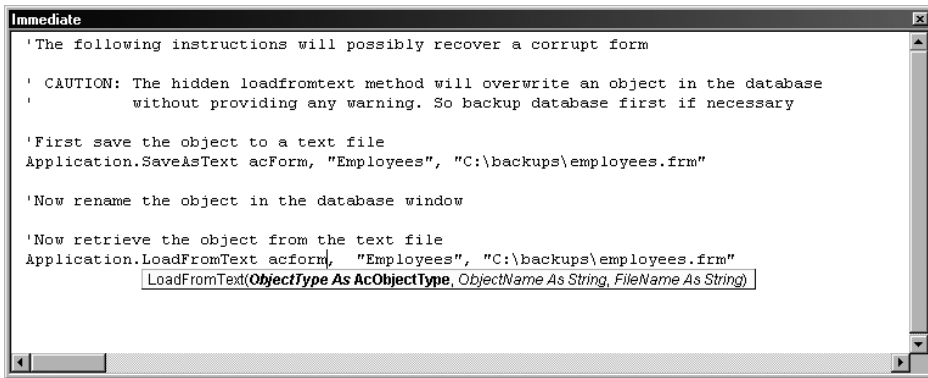 Immediate
'The following instructions will possibly recover a corrupt form
' CAUTION: The hidden loadfromtext method will overwrite an object in the database
' without providing any warning. So backup database first if necessary
'First save the object to a text file
Application.SaveAsText acForm, "Employees", "C:\backups\employees.frm"
'Now rename the object in the database window
'Now retrieve the object from the text file
Application.LoadFromText acform, "Employees", "C:\backups\employees.frm"
LoadFromText(ObjectType As AcObjectType, ObjectName As String, FileName As String)